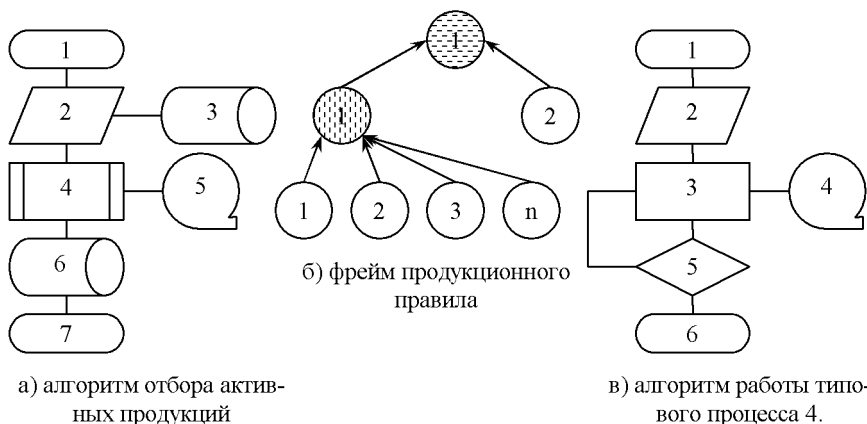 1
2
3
4
5
6
7
а) алгоритм отбора актив-
ных продукций
1
1
2
1
2
3
n
б) фрейм продукционного
правила
1
2
3
4
5
6
в) алгоритм работы типо-
вого процесса 4.